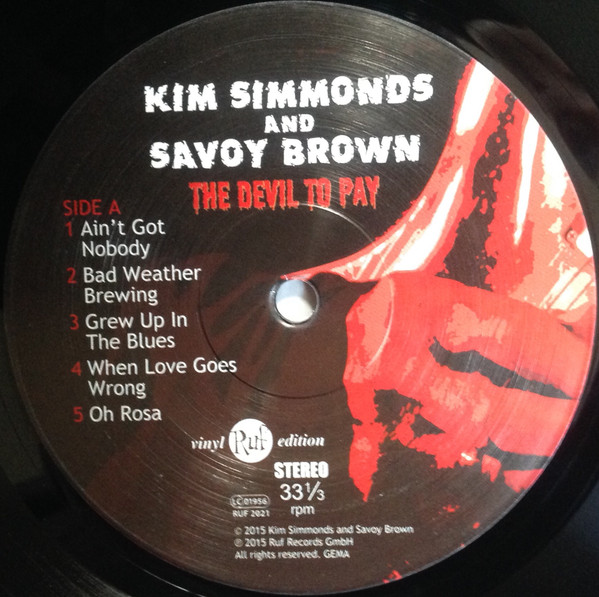 KIM SIMMONDS
AND
SAVOY BROWN
THE DEVIL TO PAY
SIDE A
1 Ain't Got
Nobody
2 Bad Weather
Brewing
3 Grew Up In
The Blues
4 When Love Goes
Wrong
5 Oh Rosa
vinyl Ruf edition
STEREO
33⅓
rpm
LC 01956
RUF 2021
© 2015 Kim Simmonds and Savoy Brown
℗ 2015 Ruf Records GmbH
All rights reserved. GEMA